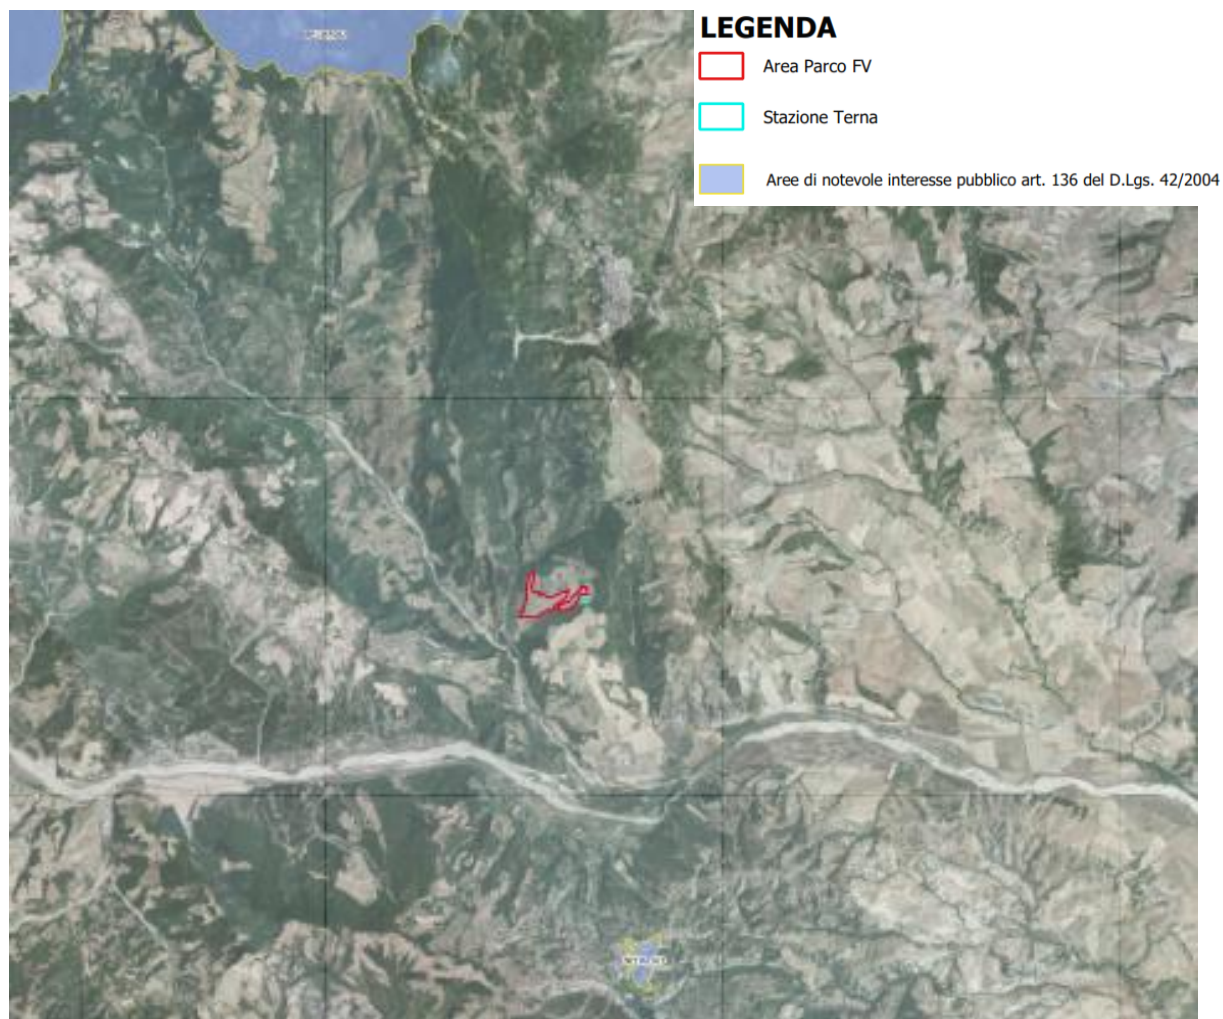 LEGENDA
Area Parco FV
Stazione Terna
Aree di notevole interesse pubblico art. 136 del D.Lgs. 42/2004